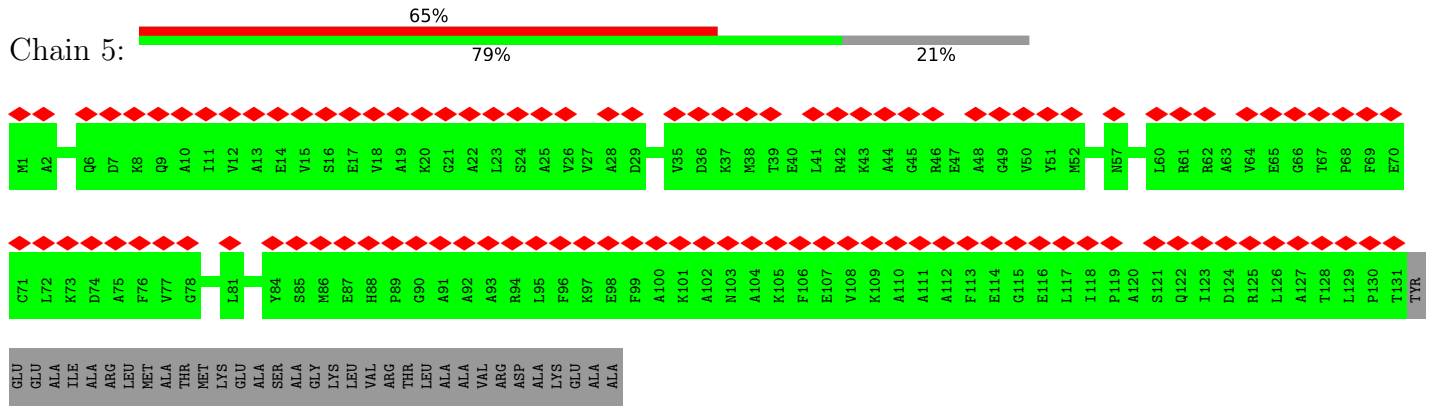 65%
Chain 5:
79% 21%
M1 A2 Q6 D7 K8 Q9 A10 I11 V12 A13 E14 V15 S16 E17 V18 A19 K20 G21 A22 L23 S24 A25 V26 V27 A28 D29 V35 D36 K37 M38 T39 E40 L41 R42 K43 A44 G45 R46 E47 A48 G49 V50 Y51 M52 N57 L60 R61 R62 A63 V64 E65 G66 T67 P68 F69 E70
C71 L72 K73 D74 A75 F76 V77 G78 L81 Y84 S85 M86 E87 H88 P89 G90 A91 A92 A93 R94 L95 F96 K97 E98 F99 A100 K101 A102 N103 A104 K105 F106 E107 V108 K109 A110 A111 A112 F113 E114 G115 E116 L117 I118 P119 A120 S121 Q122 I123 D124 R125 L126 A127 T128 L129 P130 T131 TYR
GLU GLU ALA ILE ALA ARG LEU MET ALA THR MET LYS GLU ALA SER ALA GLY LYS LEU VAL ARG THR LEU ALA ALA VAL ARG ASP ALA LYS GLU ALA ALA